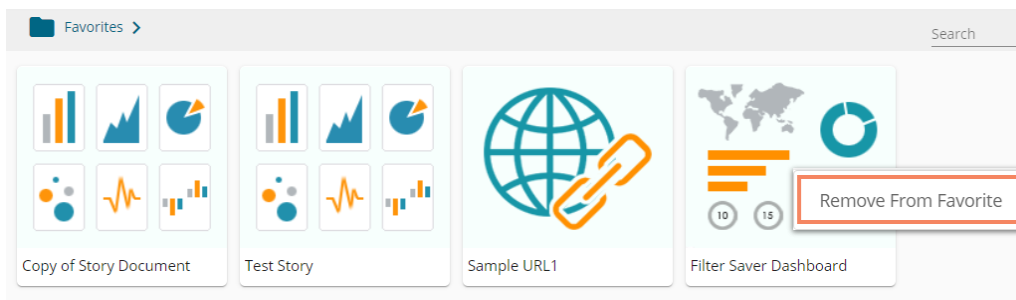 Favorites
Search
10
15
Remove From Favorite
Copy of Story Document
Test Story
Sample URL1
Filter Saver Dashboard